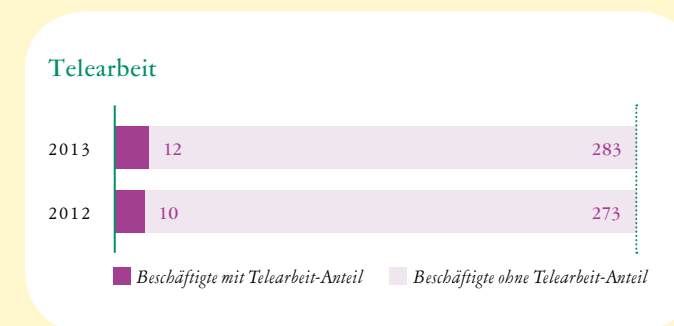 Telearbeit
2013 12 283
2012 10 273
Beschäftigte mit Telearbeit-Anteil Beschäftigte ohne Telearbeit-Anteil